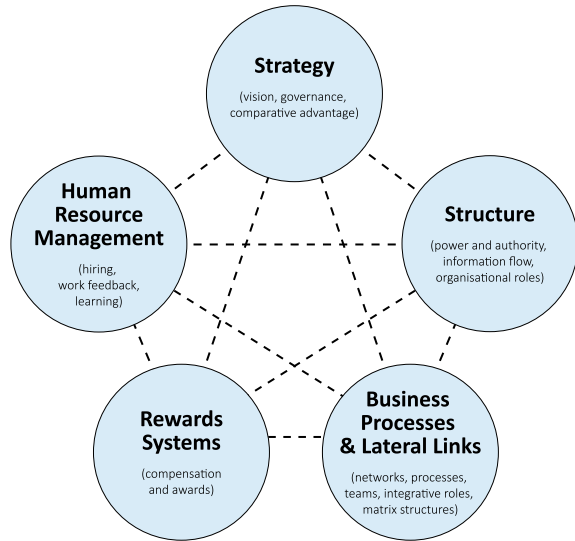 Strategy
(vision, governance,
comparative advantage)
Human
Resource
Management
(hiring,
work feedback,
learning)
Structure
(power and authority,
information flow,
organisational roles)
Rewards
Systems
(compensation
and awards)
Business
Processes
& Lateral Links
(networks, processes,
teams, integrative roles,
matrix structures)